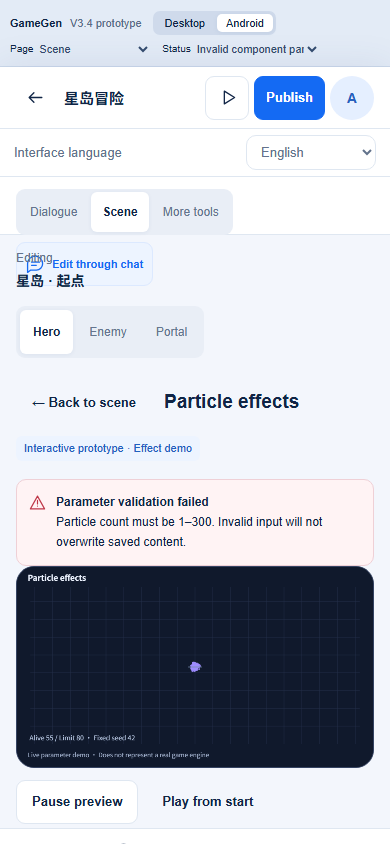 GameGen V3.4 prototype Desktop Android
Page Scene Status Invalid component par
星岛冒险 Publish A
Interface language English
Dialogue Scene More tools
Editing
Edit through chat
星岛 · 起点
Hero Enemy Portal
← Back to scene Particle effects
Interactive prototype · Effect demo
Parameter validation failed
Particle count must be 1–300. Invalid input will not
overwrite saved content.
Particle effects
Alive 55 / Limit 80 • Fixed seed 42
Live parameter demo • Does not represent a real game engine
Pause preview Play from start